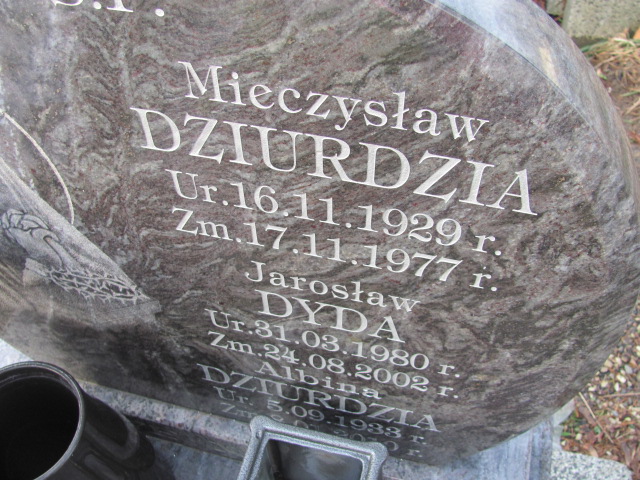 Ś.P.
Mieczysław
DZIURDZIA
Ur.16.11.1929 r.
Zm.17.11.1977 r.
Jarosław
DYDA
Ur.31.03.1980 r.
Zm.24.08.2002 r.
Albina
DZIURDZIA
Ur. 5.09.1933 r.
r.